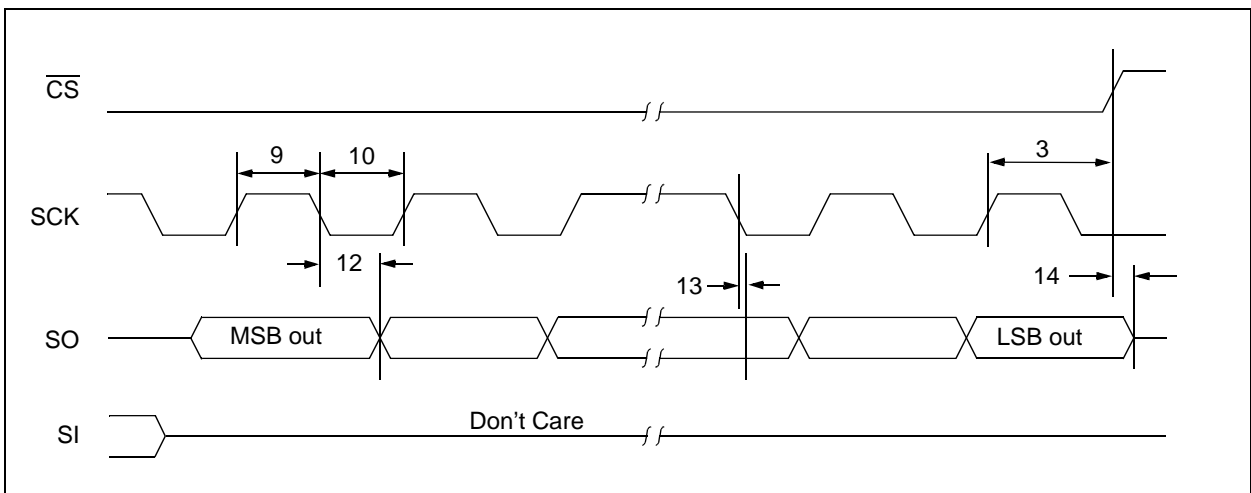 CS
3
9 10
SCK
12
13
14
SO
MSB out
LSB out
Don't Care
SI